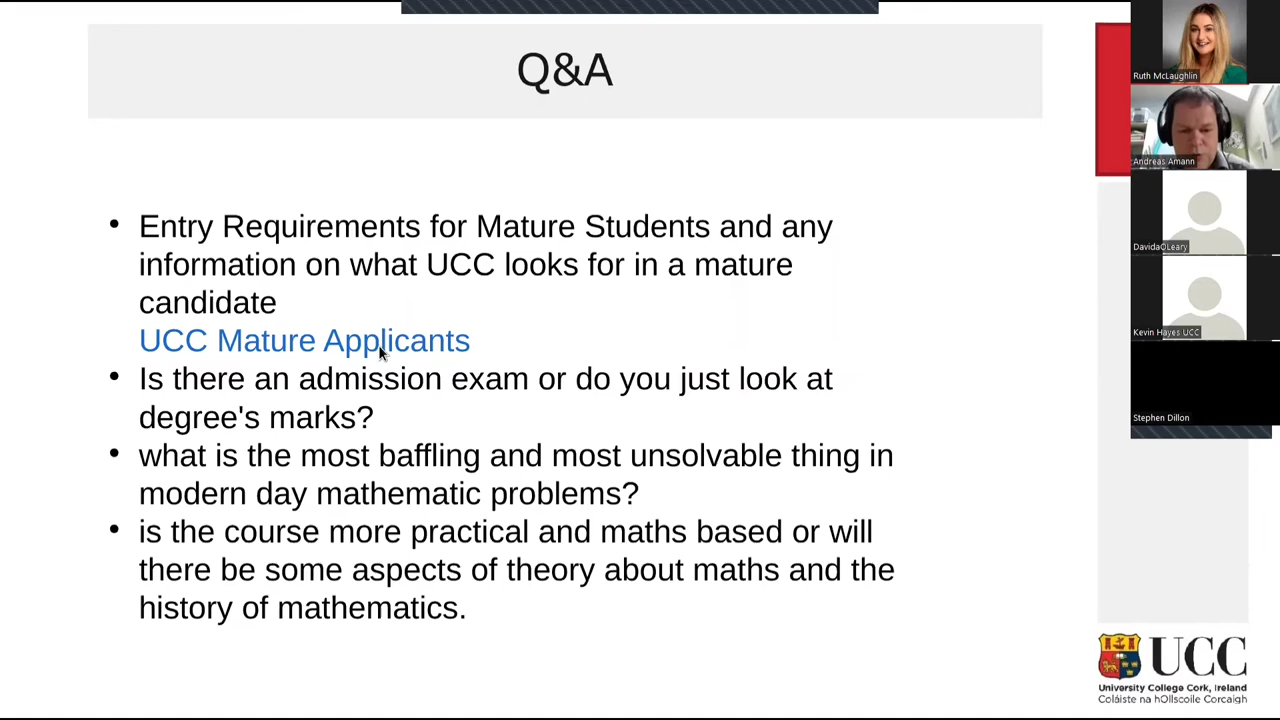 Q&A
Entry Requirements for Mature Students and any
information on what UCC looks for in a mature
candidate
UCC Mature Applicants
Is there an admission exam or do you just look at
degree's marks?
what is the most baffling and most unsolvable thing in
modern day mathematic problems?
is the course more practical and maths based or will
there be some aspects of theory about maths and the
history of mathematics.
Ruth McLaughlin
Andreas Amann
DavidaOLeary
Kevin Hayes UCC
Stephen Dillon
UCC
University College Cork, Ireland
Coláiste na hOllscoile Corcaigh